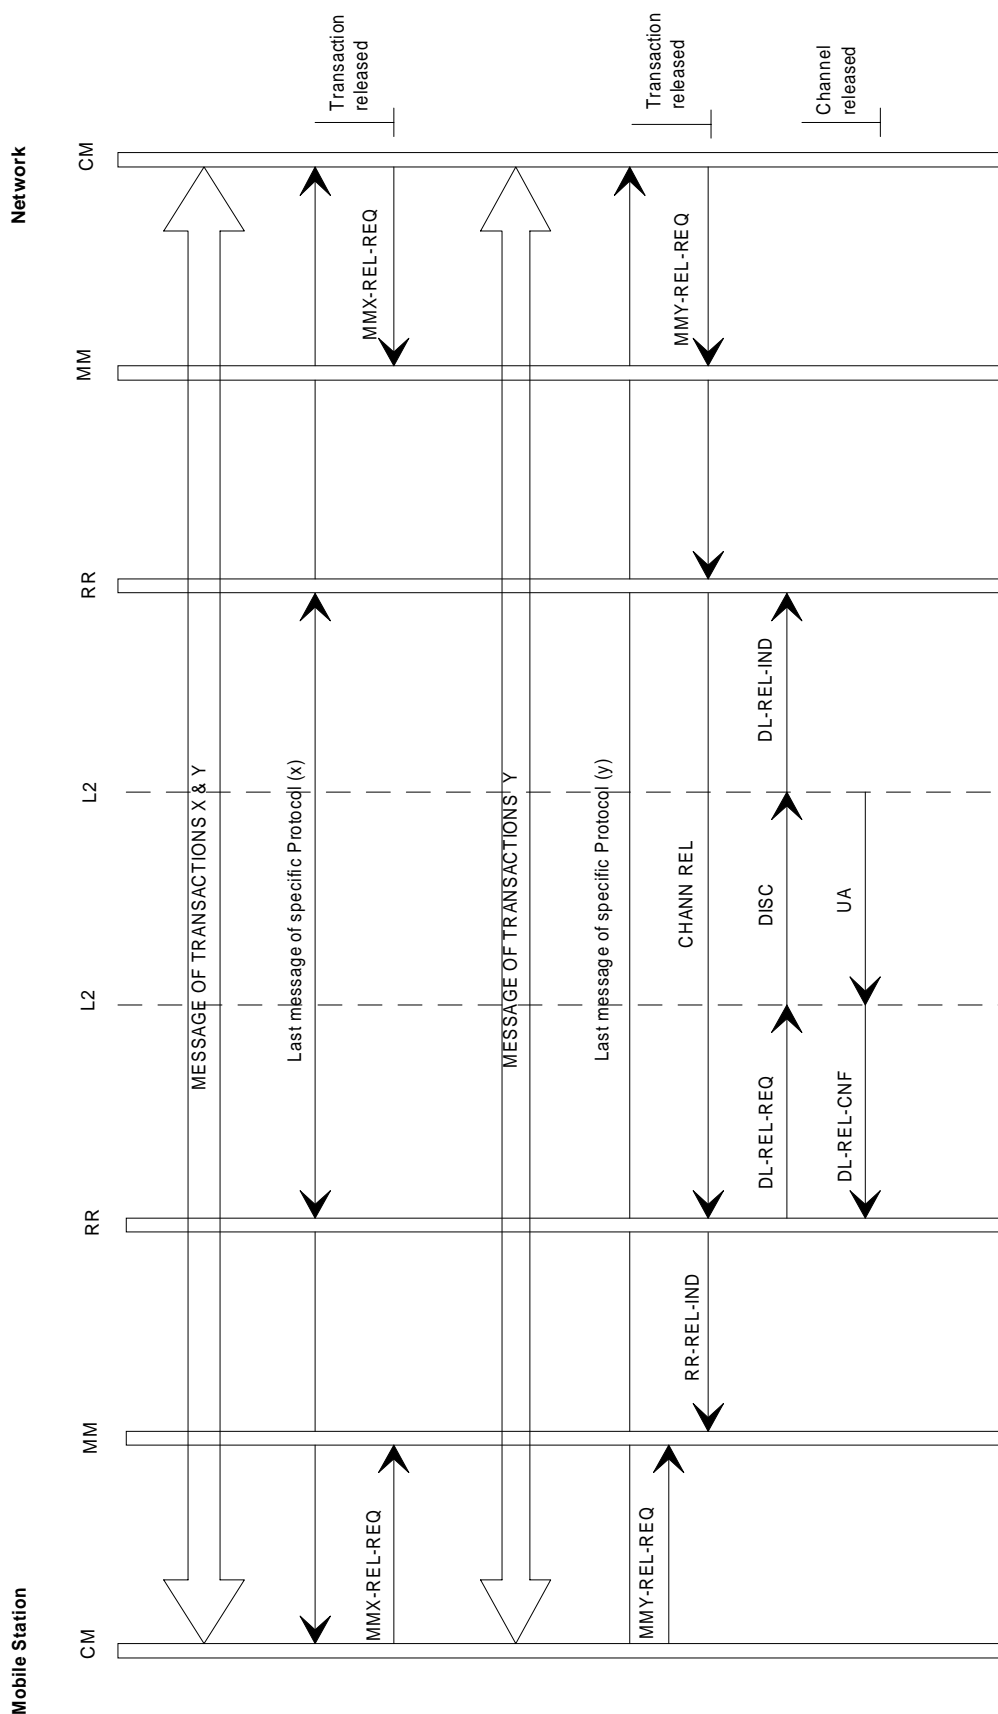 Mobile Station
Network
CM
MM
RR
L2
L2
RR
MM
CM
MESSAGE OF TRANSACTIONS X & Y
Last message of specific Protocol (x)
Transaction
released
MMX-REL-REQ
MMX-REL-REQ
MESSAGE OF TRANSACTIONS Y
Last message of specific Protocol (y)
Transaction
released
MMY-REL-REQ
RR-REL-IND
CHANN REL
MMY-REL-REQ
DL-REL-REQ
DISC
DL-REL-IND
Channel
released
DL-REL-CNF
UA